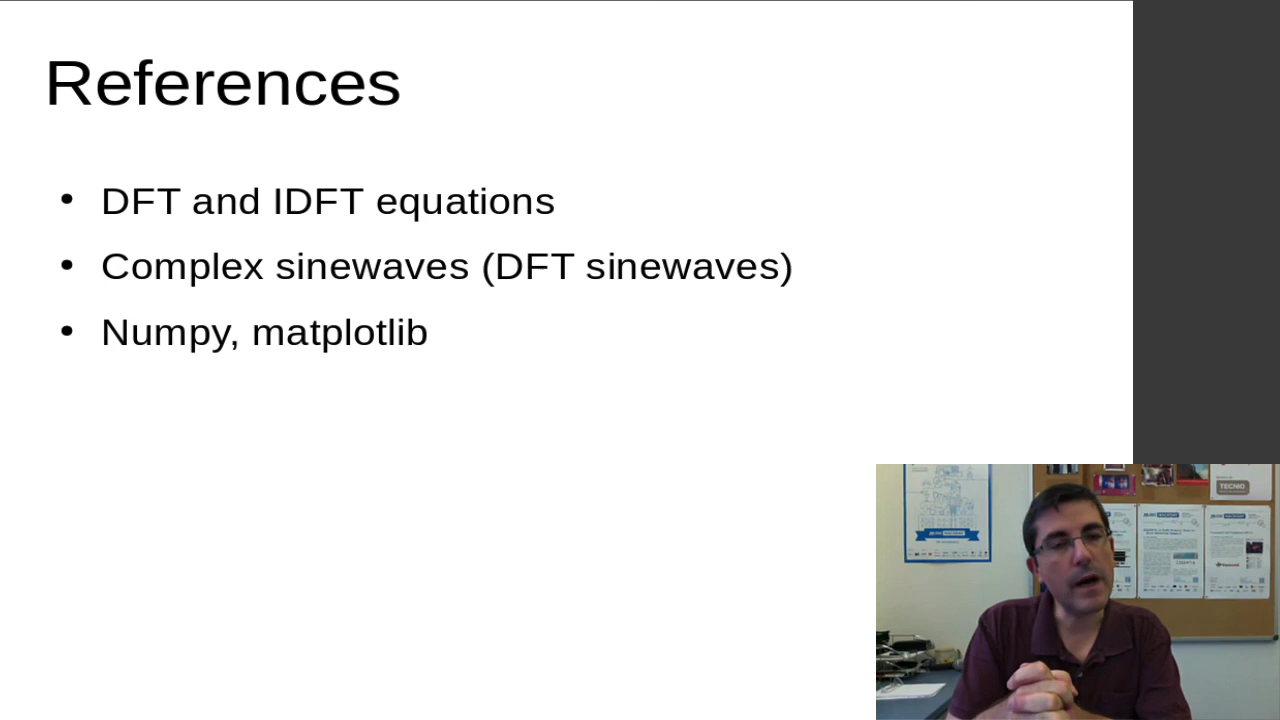 References
DFT and IDFT equations
Complex sinewaves (DFT sinewaves)
Numpy, matplotlib
TECNIO